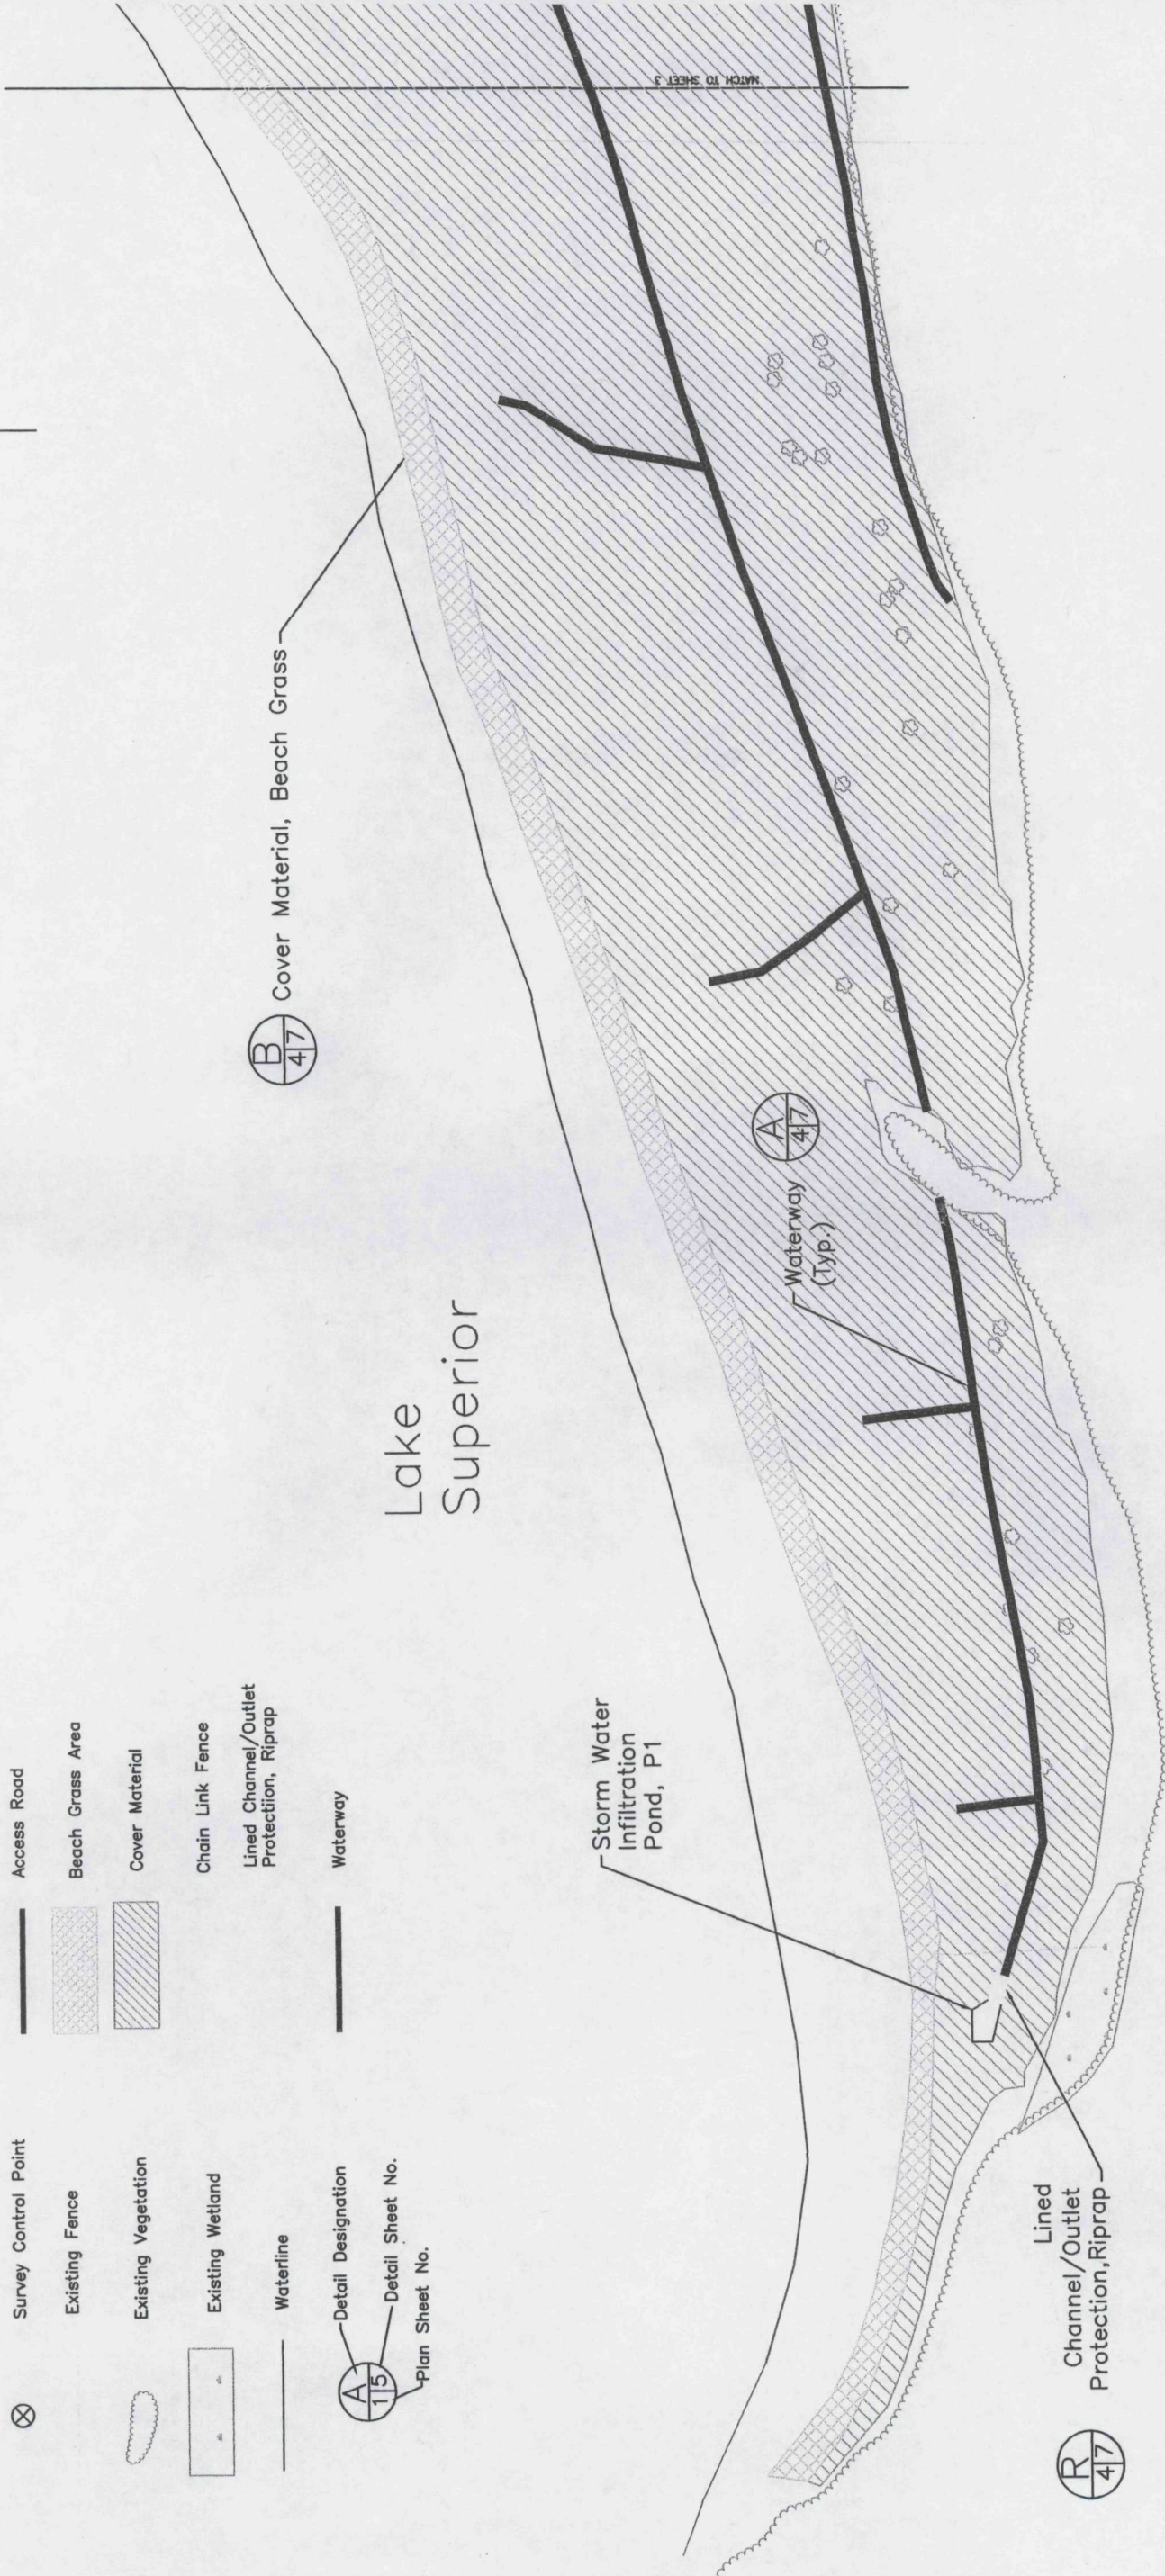 Survey Control Point
Existing Fence
Existing Vegetation
Existing Wetland
Waterline
A
1 5
Detail Designation
Detail Sheet No.
Plan Sheet No.
Access Road
Beach Grass Area
Cover Material
Chain Link Fence
Lined Channel/Outlet
Protectiion, Riprap
Waterway
B
4 7
Cover Material, Beach Grass
Lake
Superior
Storm Water
Infiltration
Pond, P1
Waterway
(Typ.)
A
4 7
R
4 7
Lined
Channel/Outlet
Protection,Riprap
MATCH TO SHEET 3